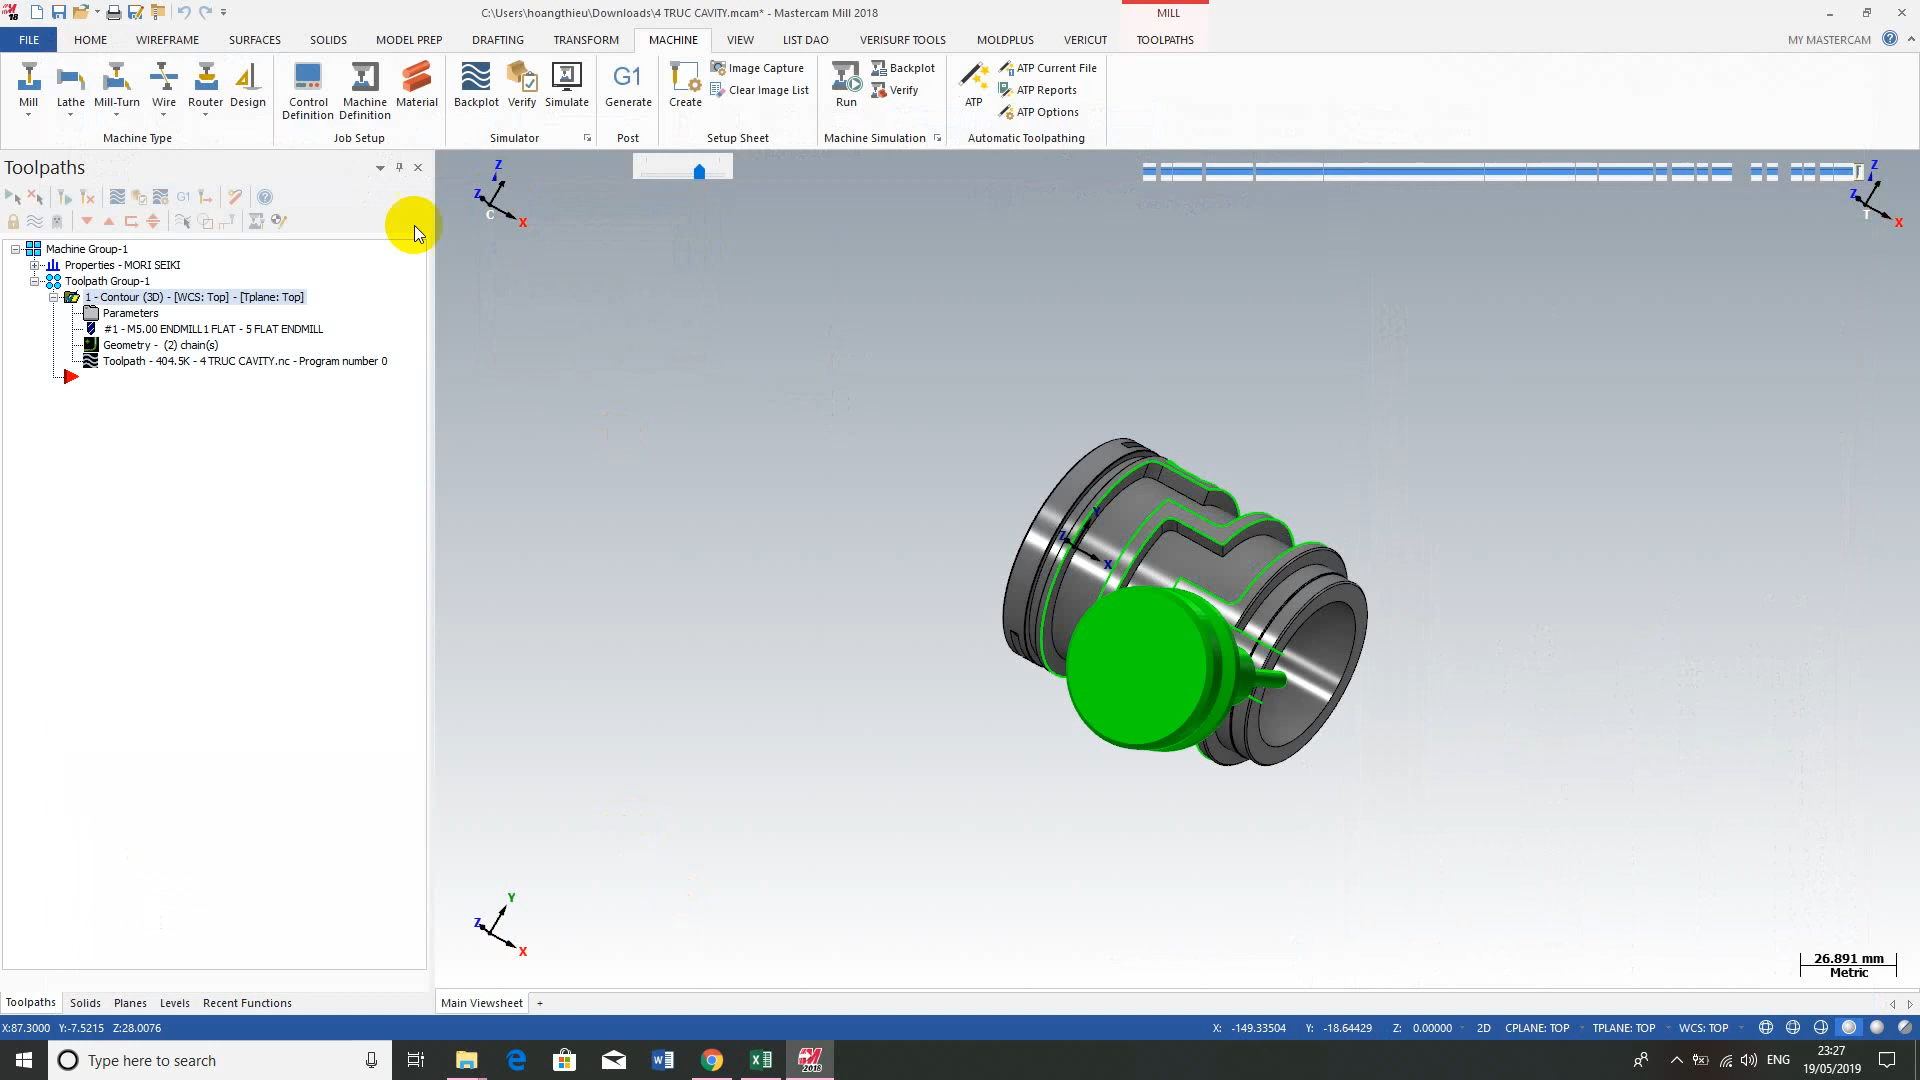 C:\Users\hoangthieu\Downloads\4 TRUC CAVITY.mcam* - Mastercam Mill 2018
MILL
FILE HOME WIREFRAME SURFACES SOLIDS MODEL PREP DRAFTING TRANSFORM MACHINE VIEW LIST DAO VERISURF TOOLS MOLDPLUS VERICUT TOOLPATHS MY MASTERCAM
Mill Lathe Mill-Turn Wire Router Design
Machine Type
Control Definition
Machine Definition
Material
Job Setup
Backplot Verify Simulate
Simulator
G1
Generate
Post
Create
Image Capture
Clear Image List
Setup Sheet
Run
Backplot
Verify
Machine Simulation
ATP
ATP Current File
ATP Reports
ATP Options
Automatic Toolpathing
Toolpaths
G1
Machine Group-1
Properties - MORI SEIKI
Toolpath Group-1
1 - Contour (3D) - [WCS: Top] - [Tplane: Top]
Parameters
#1 - M5.00 ENDMILL1 FLAT - 5 FLAT ENDMILL
Geometry - (2) chain(s)
Toolpath - 404.5K - 4 TRUC CAVITY.nc - Program number 0
Z
Z
C
X
Z
Z
T
X
Y
Z
X
Y
Z
X
26.891 mm
Metric
Toolpaths Solids Planes Levels Recent Functions
Main Viewsheet +
X:87.3000 Y:-7.5215 Z:28.0076
X: -149.33504 Y: -18.64429 Z: 0.00000 2D CPLANE: TOP TPLANE: TOP WCS: TOP
Type here to search
ENG
23:27
19/05/2019